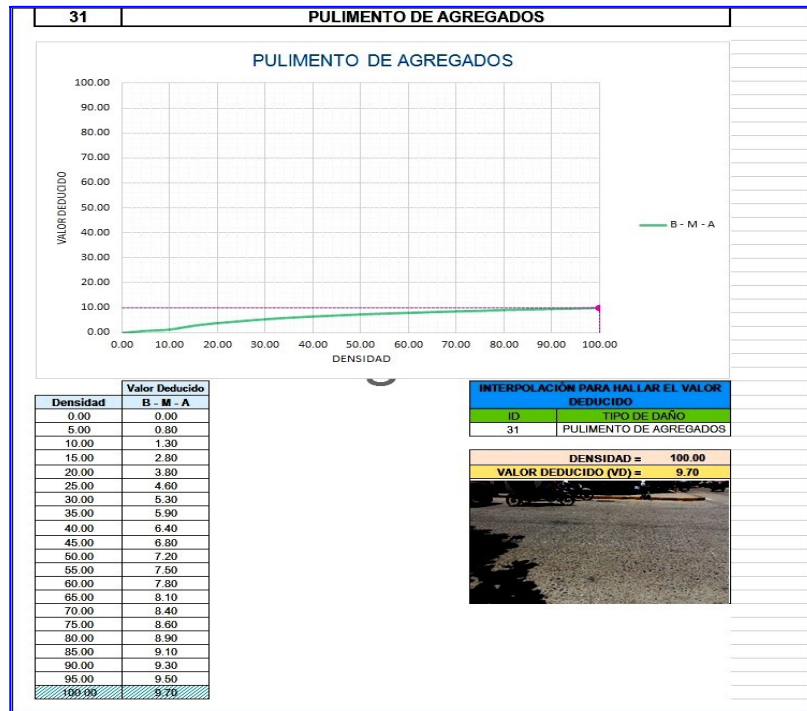 31 PULIMENTO DE AGREGADOS
PULIMENTO DE AGREGADOS
100.00
90.00
80.00
70.00
60.00
50.00
40.00
30.00
20.00
10.00
0.00
VALOR DEDUCIDO
0.00 10.00 20.00 30.00 40.00 50.00 60.00 70.00 80.00 90.00 100.00
DENSIDAD
B - M - A
Valor Deducido
Densidad B - M - A
0.00 0.00
5.00 0.80
10.00 1.30
15.00 2.80
20.00 3.80
25.00 4.60
30.00 5.30
35.00 5.90
40.00 6.40
45.00 6.80
50.00 7.20
55.00 7.50
60.00 7.80
65.00 8.10
70.00 8.40
75.00 8.60
80.00 8.90
85.00 9.10
90.00 9.30
95.00 9.50
100.00 9.70
INTERPOLACIÓN PARA HALLAR EL VALOR
DEDUCIDO
ID TIPO DE DAÑO
31 PULIMENTO DE AGREGADOS
DENSIDAD = 100.00
VALOR DEDUCIDO (VD) = 9.70